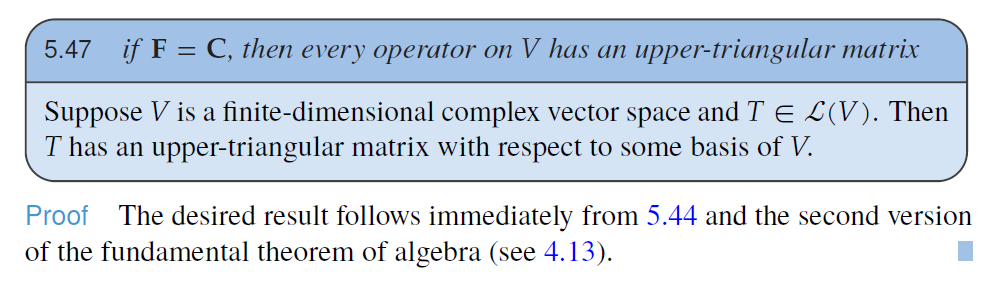 5.47 if F = C, then every operator on V has an upper-triangular matrix
Suppose V is a finite-dimensional complex vector space and T ∈ ℒ(V). Then
T has an upper-triangular matrix with respect to some basis of V.
Proof The desired result follows immediately from 5.44 and the second version
of the fundamental theorem of algebra (see 4.13).